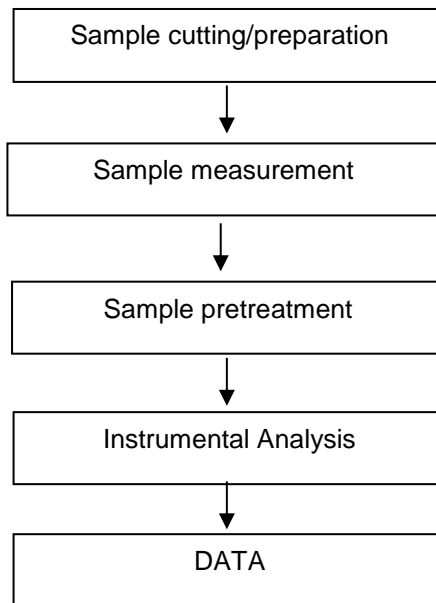 Sample cutting/preparation
Sample measurement
Sample pretreatment
Instrumental Analysis
DATA